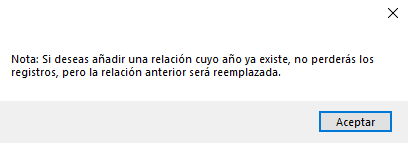 Nota: Si deseas añadir una relación cuyo año ya existe, no perderás los
registros, pero la relación anterior será reemplazada.
Aceptar